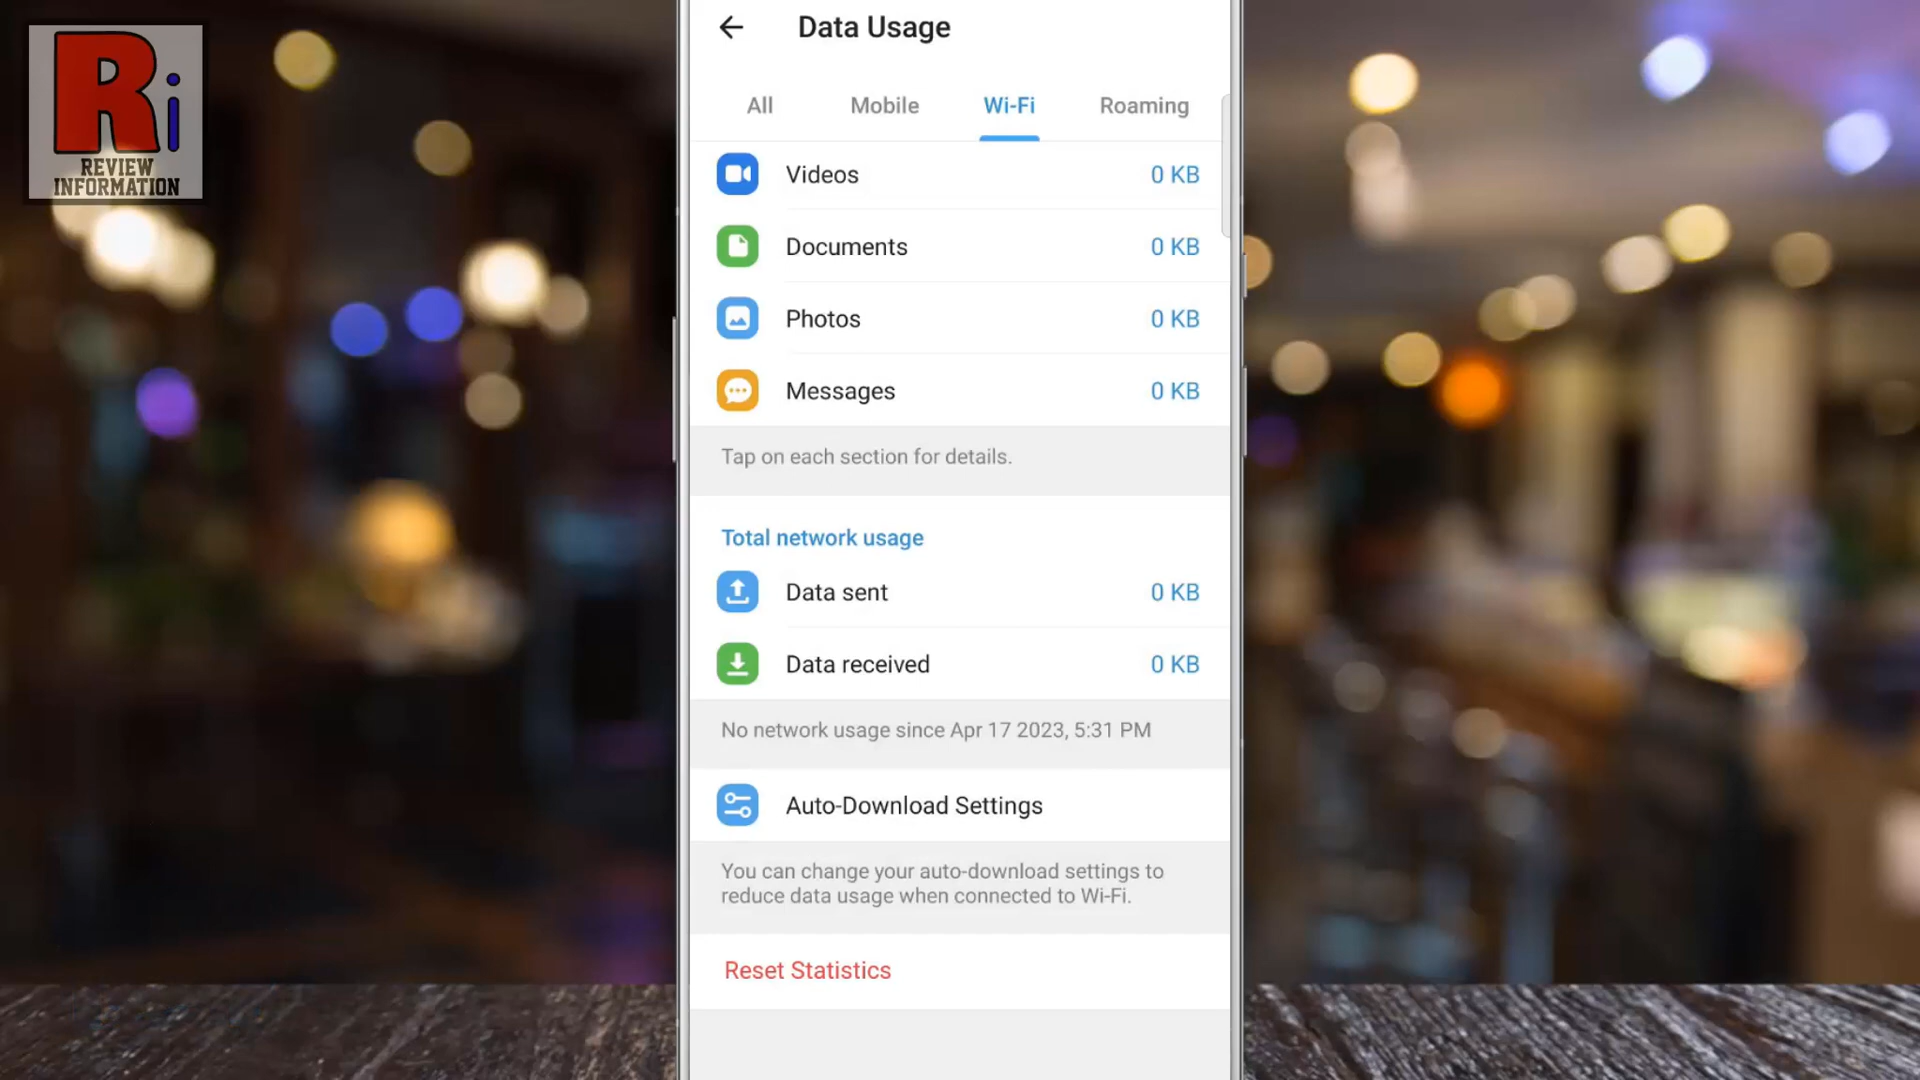 Ri
REVIEW
INFORMATION
Data Usage
All Mobile Wi-Fi Roaming
Videos 0 KB
Documents 0 KB
Photos 0 KB
Messages 0 KB
Tap on each section for details.
Total network usage
Data sent 0 KB
Data received 0 KB
No network usage since Apr 17 2023, 5:31 PM
Auto-Download Settings
You can change your auto-download settings to
reduce data usage when connected to Wi-Fi.
Reset Statistics